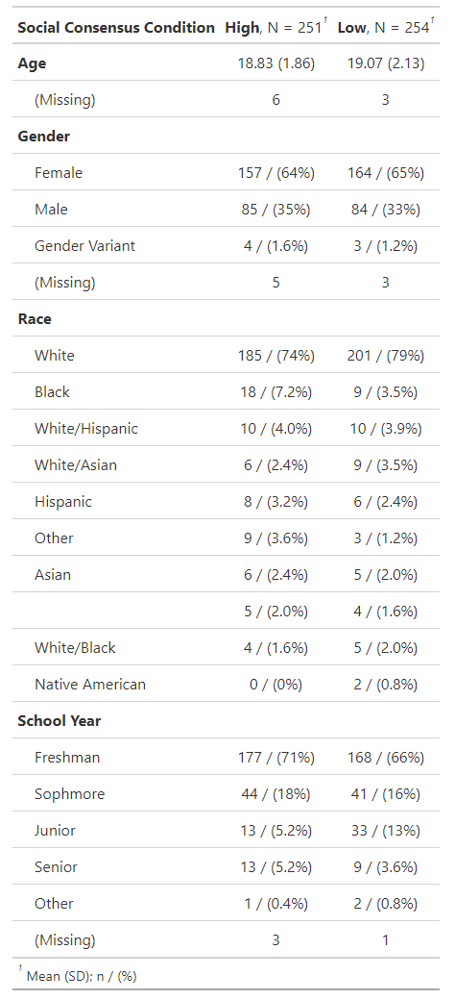 Social Consensus Condition High, N = 251¹ Low, N = 254¹
Age 18.83 (1.86) 19.07 (2.13)
(Missing) 6 3
Gender
Female 157 / (64%) 164 / (65%)
Male 85 / (35%) 84 / (33%)
Gender Variant 4 / (1.6%) 3 / (1.2%)
(Missing) 5 3
Race
White 185 / (74%) 201 / (79%)
Black 18 / (7.2%) 9 / (3.5%)
White/Hispanic 10 / (4.0%) 10 / (3.9%)
White/Asian 6 / (2.4%) 9 / (3.5%)
Hispanic 8 / (3.2%) 6 / (2.4%)
Other 9 / (3.6%) 3 / (1.2%)
Asian 6 / (2.4%) 5 / (2.0%)
5 / (2.0%) 4 / (1.6%)
White/Black 4 / (1.6%) 5 / (2.0%)
Native American 0 / (0%) 2 / (0.8%)
School Year
Freshman 177 / (71%) 168 / (66%)
Sophmore 44 / (18%) 41 / (16%)
Junior 13 / (5.2%) 33 / (13%)
Senior 13 / (5.2%) 9 / (3.6%)
Other 1 / (0.4%) 2 / (0.8%)
(Missing) 3 1
¹ Mean (SD); n / (%)